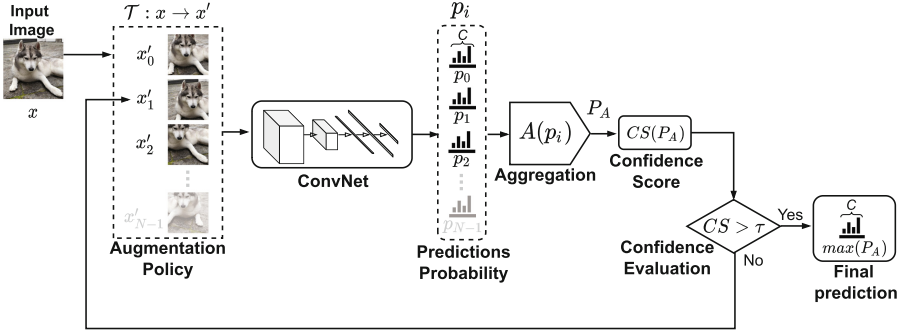 Input
Image
x
T : x → x′
x′0
x′1
x′2
x′N−1
Augmentation
Policy
ConvNet
pi
C
p0
p1
p2
pN−1
Predictions
Probability
A(pi)
Aggregation
PA
CS(PA)
Confidence
Score
CS > τ
Yes
No
Confidence
Evaluation
C
max(PA)
Final
prediction